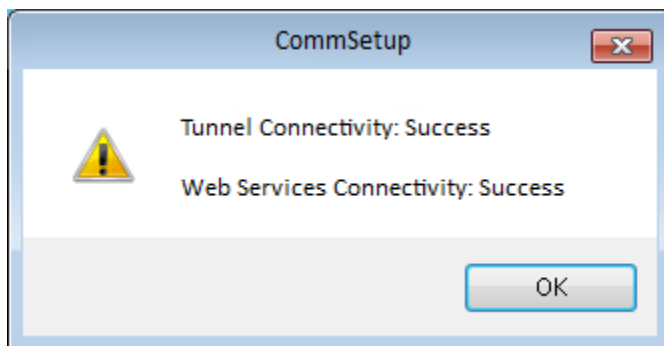 CommSetup
Tunnel Connectivity: Success
Web Services Connectivity: Success
OK